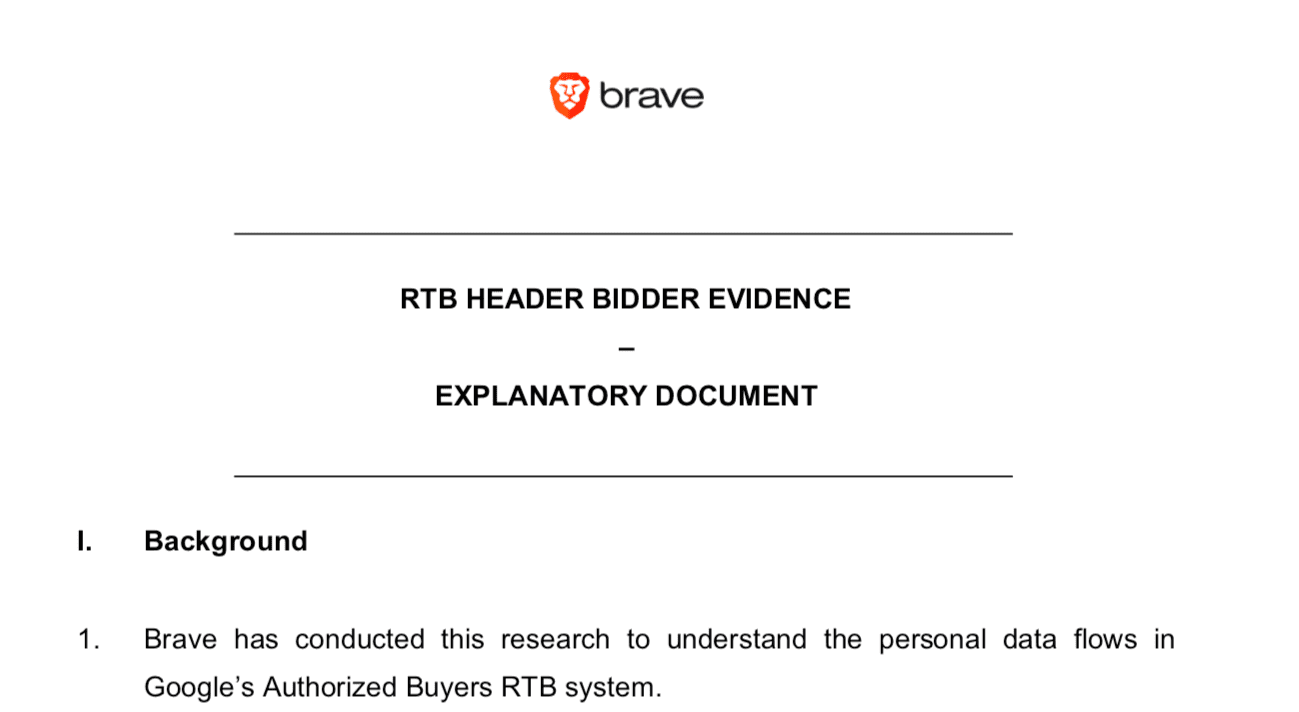 brave
RTB HEADER BIDDER EVIDENCE
–
EXPLANATORY DOCUMENT
I. Background
1. Brave has conducted this research to understand the personal data flows in
Google’s Authorized Buyers RTB system.